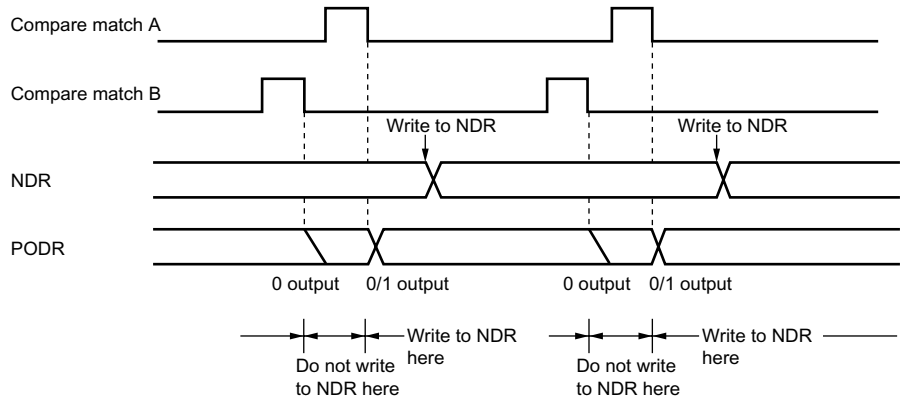 Compare match A
Compare match B
Write to NDR
Write to NDR
NDR
PODR
0 output
0/1 output
0 output
0/1 output
Write to NDR
here
Do not write
to NDR here
Write to NDR
here
Do not write
to NDR here